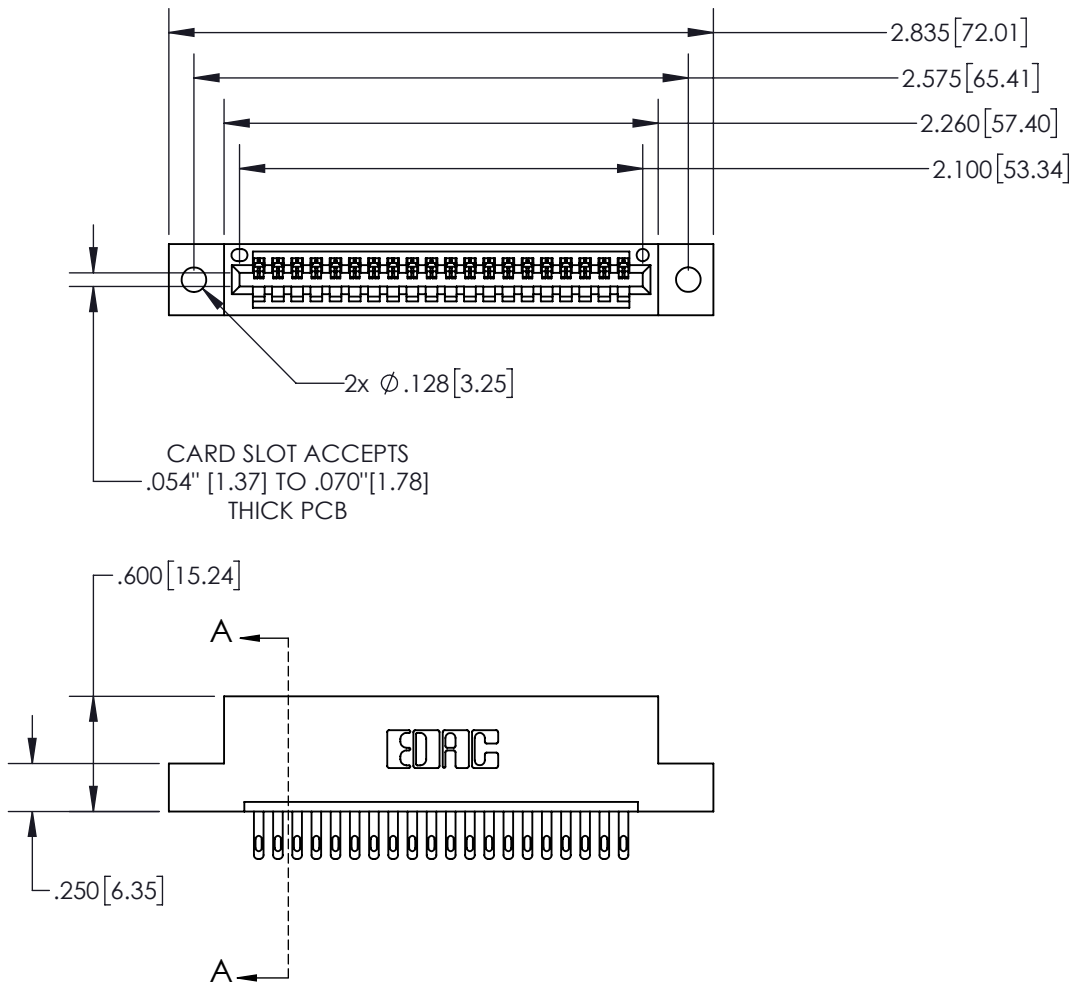 2.835[72.01]
2.575[65.41]
2.260[57.40]
2.100[53.34]
2x ∅.128[3.25]
CARD SLOT ACCEPTS
.054" [1.37] TO .070"[1.78]
THICK PCB
.600[15.24]
A
EDAC
.250[6.35]
A